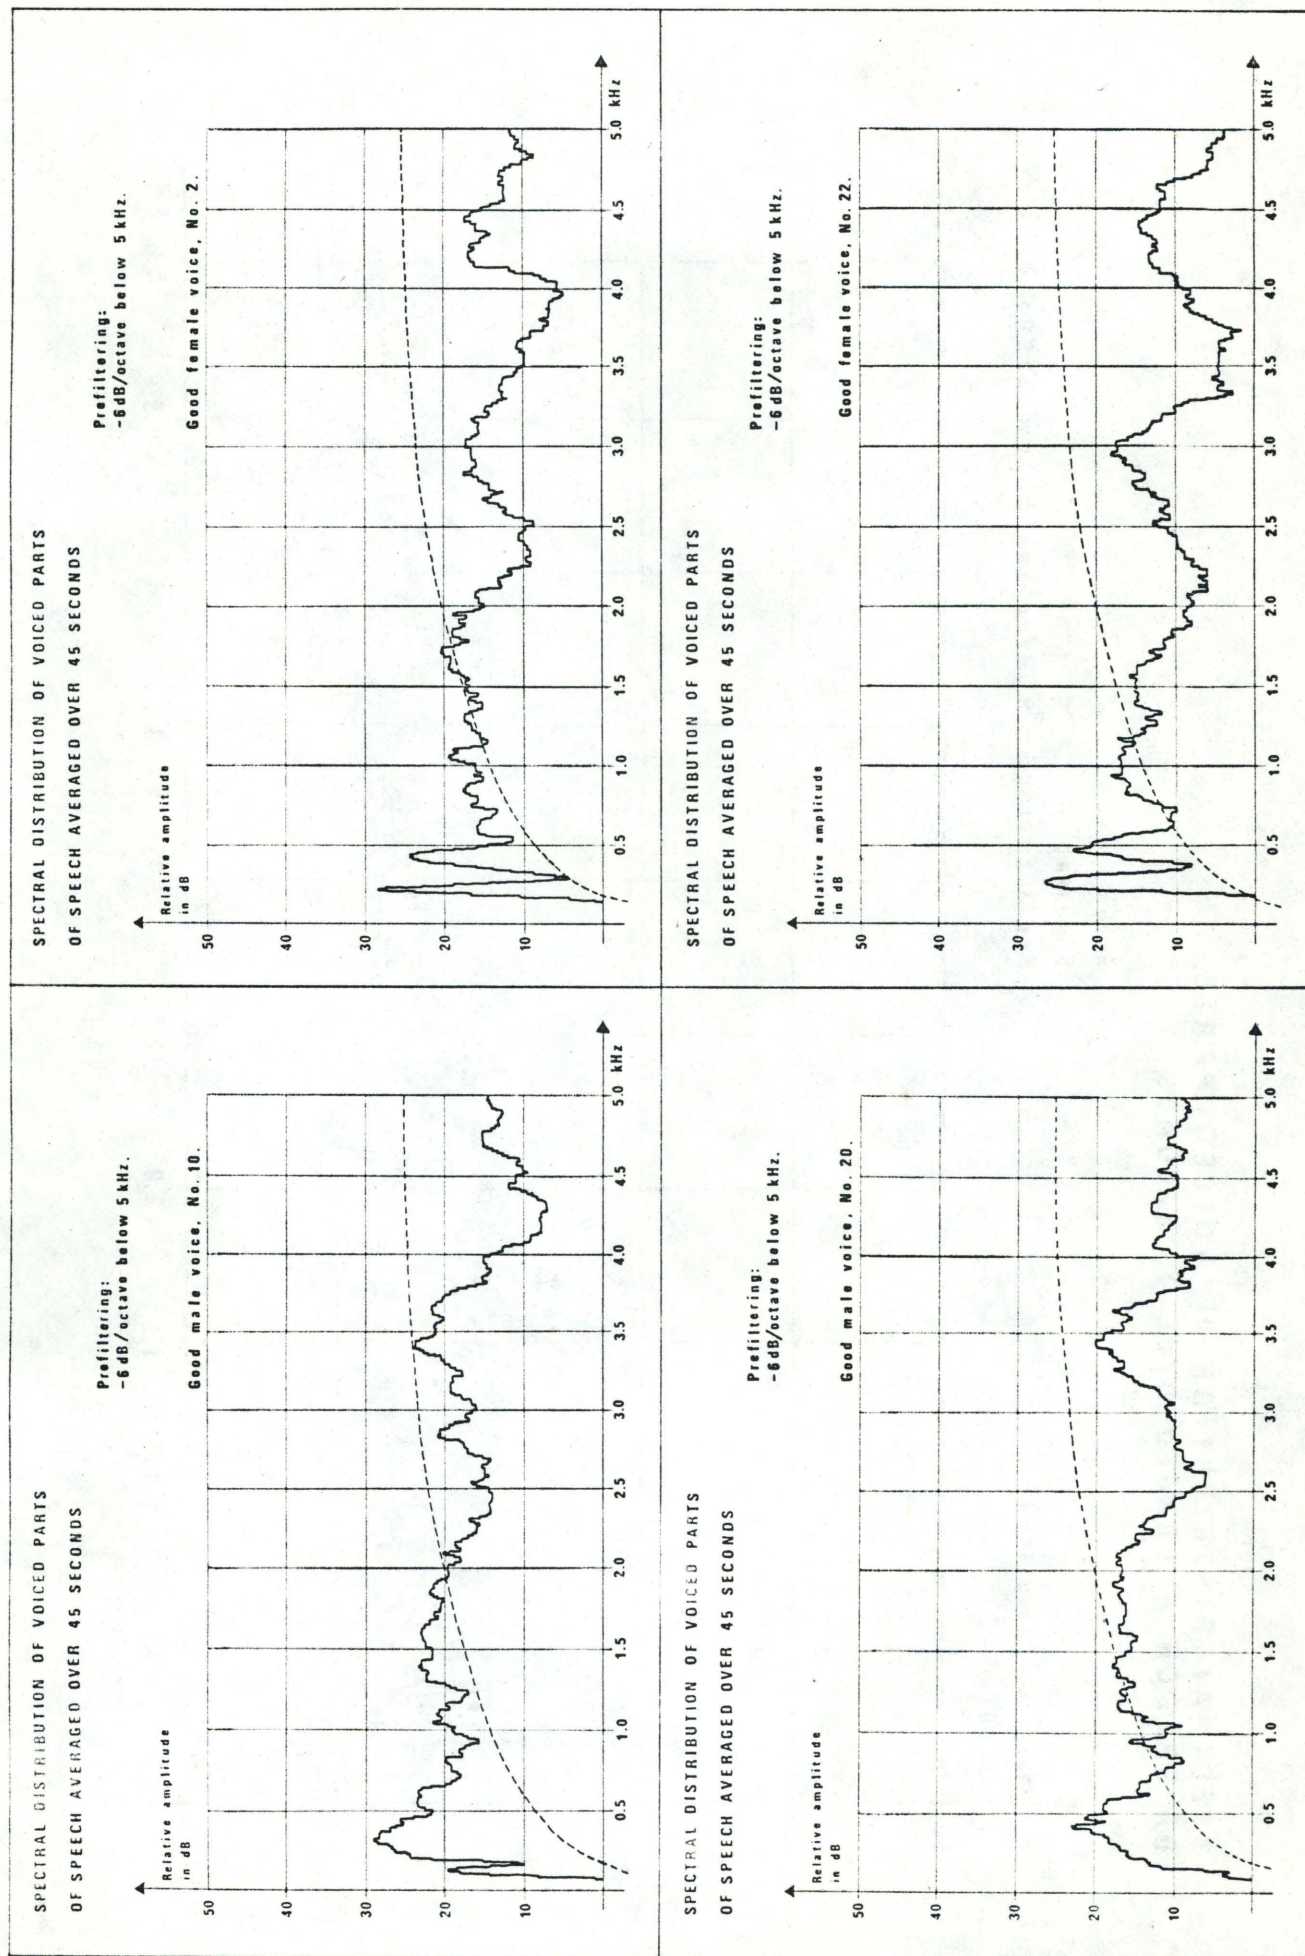 SPECTRAL DISTRIBUTION OF VOICED PARTS
OF SPEECH AVERAGED OVER 45 SECONDS
Prefiltering:
-6 dB/octave below 5 kHz.
Good male voice, No. 10.
Relative amplitude
in dB
50
40
30
20
10
0.5
1.0
1.5
2.0
2.5
3.0
3.5
4.0
4.5
5.0 kHz
SPECTRAL DISTRIBUTION OF VOICED PARTS
OF SPEECH AVERAGED OVER 45 SECONDS
Prefiltering:
-6 dB/octave below 5 kHz.
Good female voice, No. 2.
Relative amplitude
in dB
50
40
30
20
10
0.5
1.0
1.5
2.0
2.5
3.0
3.5
4.0
4.5
5.0 kHz
SPECTRAL DISTRIBUTION OF VOICED PARTS
OF SPEECH AVERAGED OVER 45 SECONDS
Prefiltering:
-6 dB/octave below 5 kHz.
Good male voice, No. 20.
Relative amplitude
in dB
50
40
30
20
10
0.5
1.0
1.5
2.0
2.5
3.0
3.5
4.0
4.5
5.0 kHz
SPECTRAL DISTRIBUTION OF VOICED PARTS
OF SPEECH AVERAGED OVER 45 SECONDS
Prefiltering:
-6 dB/octave below 5 kHz.
Good female voice, No. 22.
Relative amplitude
in dB
50
40
30
20
10
0.5
1.0
1.5
2.0
2.5
3.0
3.5
4.0
4.5
5.0 kHz